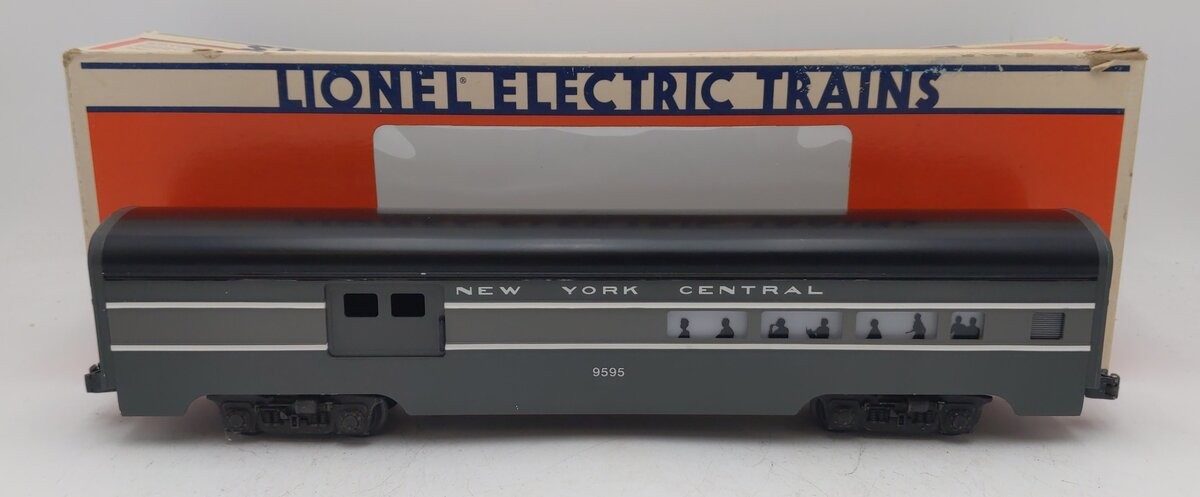 LIONEL® ELECTRIC TRAINS
NEW YORK CENTRAL
9595